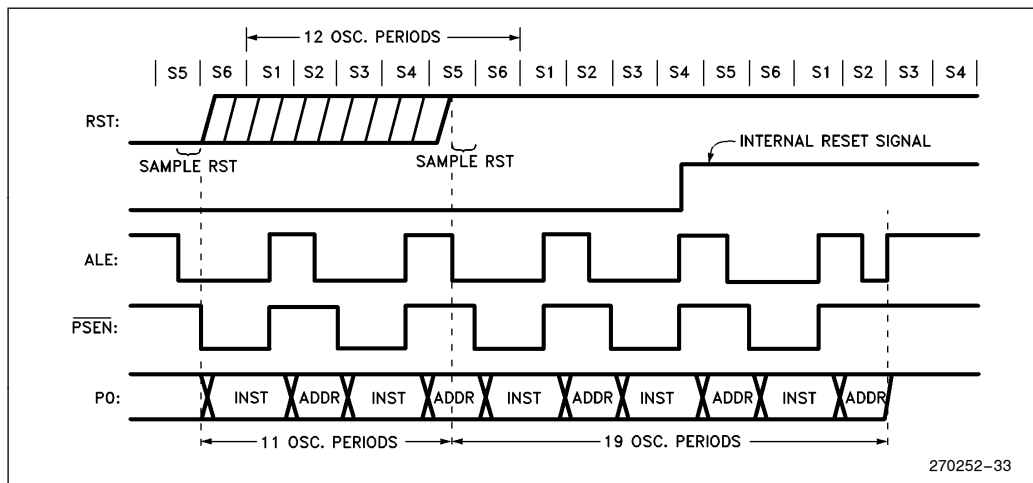 12 OSC. PERIODS
S5 S6 S1 S2 S3 S4 S5 S6 S1 S2 S3 S4 S5 S6 S1 S2 S3 S4
RST:
INTERNAL RESET SIGNAL
SAMPLE RST SAMPLE RST
ALE:
PSEN:
P0: INST ADDR INST ADDR INST ADDR INST ADDR INST ADDR
11 OSC. PERIODS 19 OSC. PERIODS
270252–33